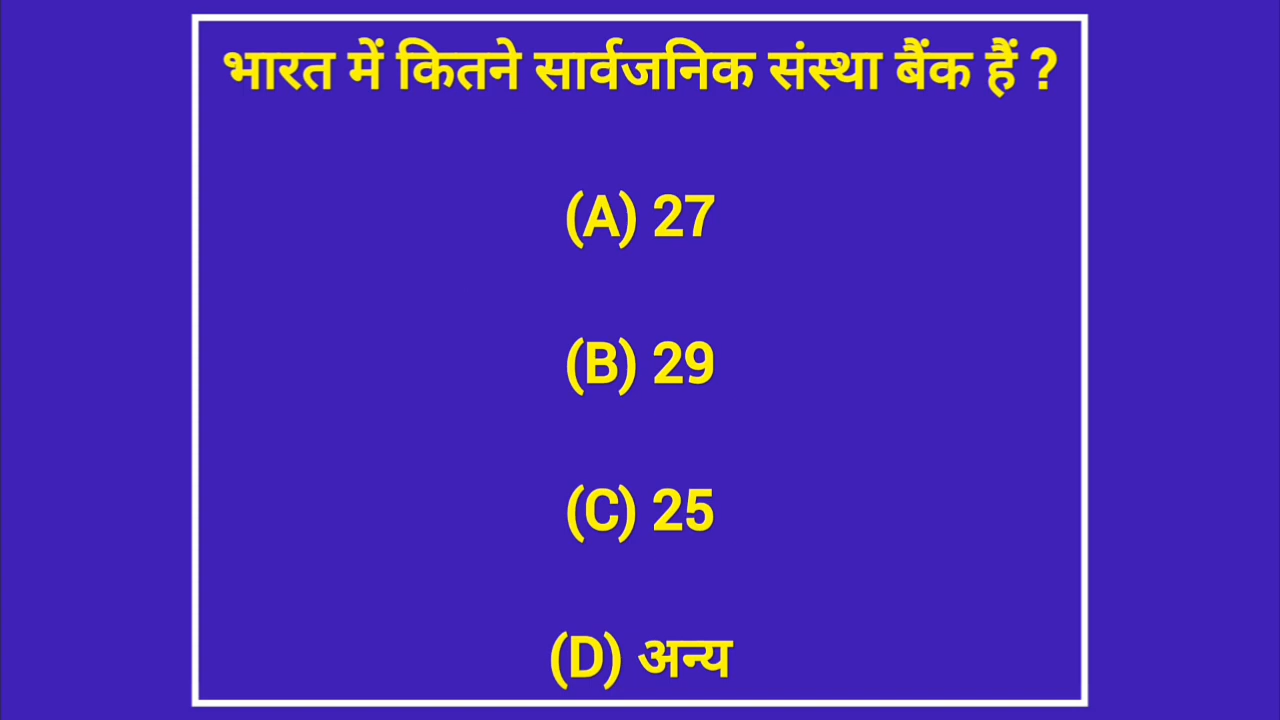 भारत में कितने सार्वजनिक संस्था बैंक हैं ?
(A) 27
(B) 29
(C) 25
(D) अन्य